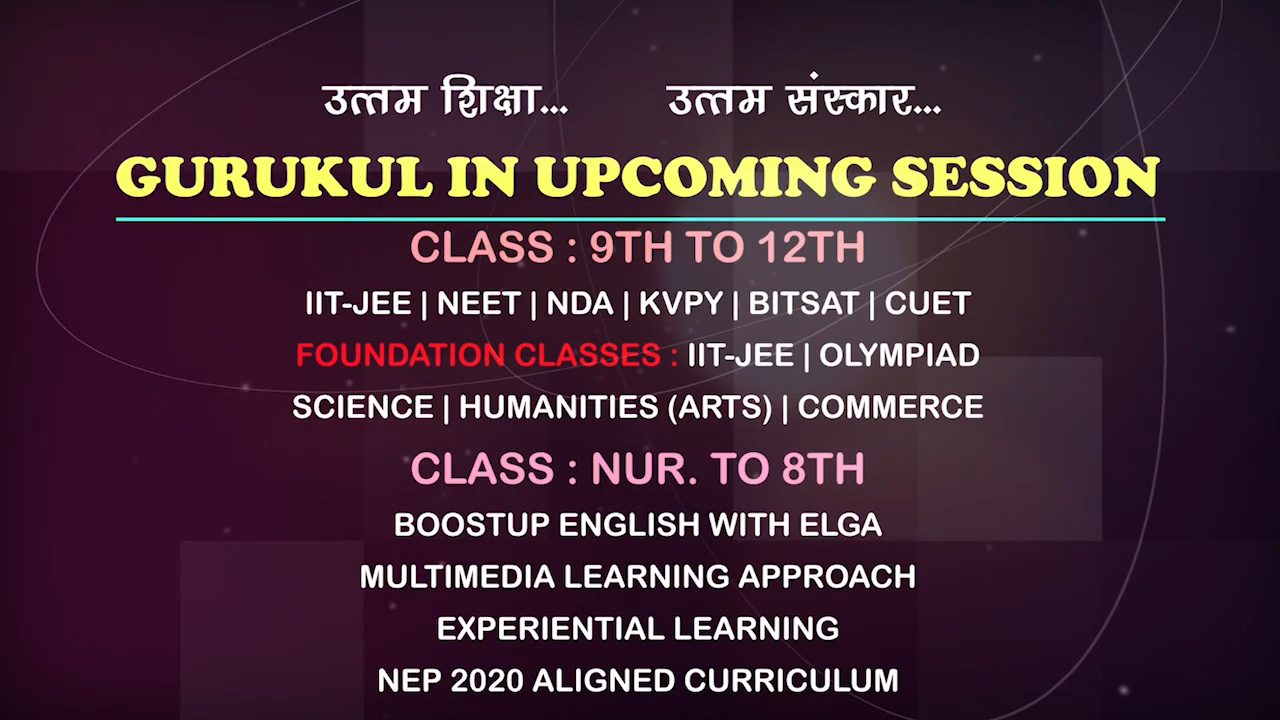 उत्तम शिक्षा... उत्तम संस्कार...
GURUKUL IN UPCOMING SESSION
CLASS : 9TH TO 12TH
IIT-JEE | NEET | NDA | KVPY | BITSAT | CUET
FOUNDATION CLASSES : IIT-JEE | OLYMPIAD
SCIENCE | HUMANITIES (ARTS) | COMMERCE
CLASS : NUR. TO 8TH
BOOSTUP ENGLISH WITH ELGA
MULTIMEDIA LEARNING APPROACH
EXPERIENTIAL LEARNING
NEP 2020 ALIGNED CURRICULUM